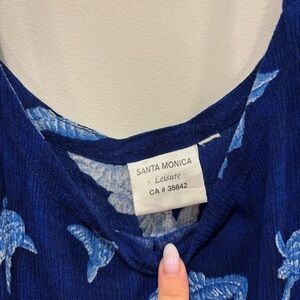 SANTA MONICA
- Leisure -
CA # 35842